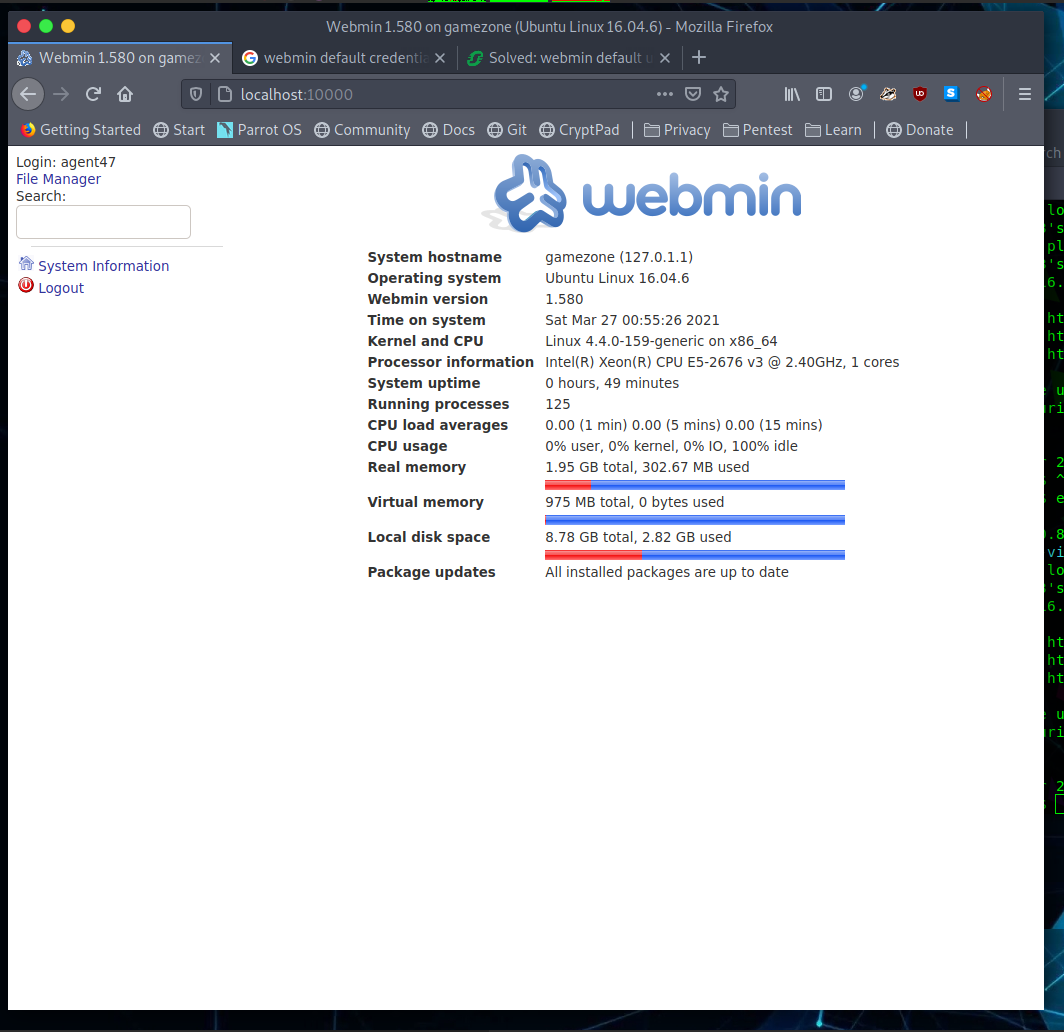 Webmin 1.580 on gamezone (Ubuntu Linux 16.04.6) - Mozilla Firefox
Webmin 1.580 on gamez
webmin default credentia
Solved: webmin default u
localhost:10000
Getting Started Start Parrot OS Community Docs Git CryptPad Privacy Pentest Learn Donate
Login: agent47
File Manager
Search:
System Information
Logout
webmin
System hostname gamezone (127.0.1.1)
Operating system Ubuntu Linux 16.04.6
Webmin version 1.580
Time on system Sat Mar 27 00:55:26 2021
Kernel and CPU Linux 4.4.0-159-generic on x86_64
Processor information Intel(R) Xeon(R) CPU E5-2676 v3 @ 2.40GHz, 1 cores
System uptime 0 hours, 49 minutes
Running processes 125
CPU load averages 0.00 (1 min) 0.00 (5 mins) 0.00 (15 mins)
CPU usage 0% user, 0% kernel, 0% IO, 100% idle
Real memory 1.95 GB total, 302.67 MB used
Virtual memory 975 MB total, 0 bytes used
Local disk space 8.78 GB total, 2.82 GB used
Package updates All installed packages are up to date